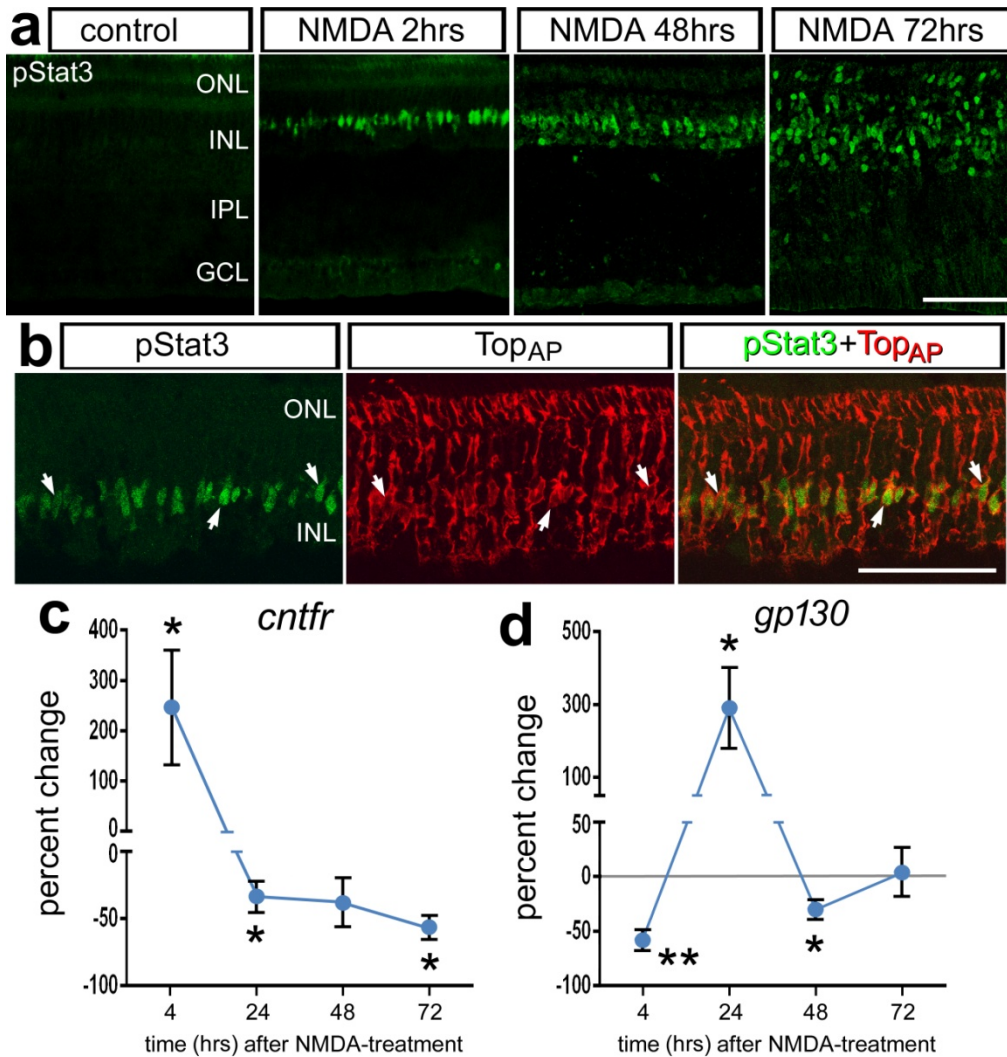 a
control
NMDA 2hrs
NMDA 48hrs
NMDA 72hrs
pStat3
ONL
INL
IPL
GCL
b
pStat3
TopAP
pStat3+TopAP
ONL
INL
c
cntfr
percent change
400
300
200
100
0
0
-50
-100
*
*
*
4
24
48
72
time (hrs) after NMDA-treatment
d
gp130
percent change
500
300
100
50
0
-50
-100
**
*
*
4
24
48
72
time (hrs) after NMDA-treatment